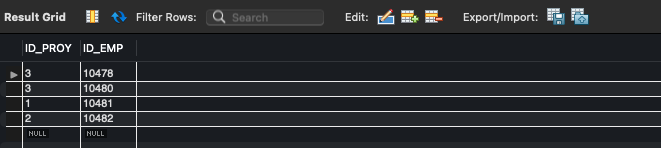 Result Grid Filter Rows: Search Edit: Export/Import:
ID_PROY ID_EMP
3 10478
3 10480
1 10481
2 10482
NULL NULL